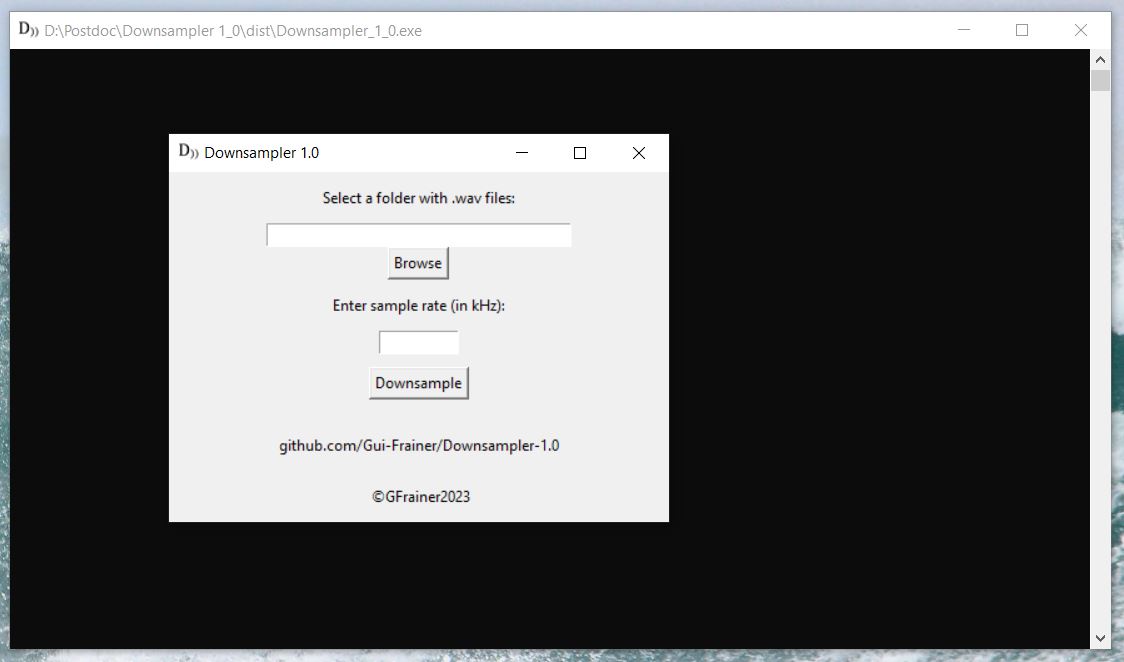 D)) D:\Postdoc\Downsampler 1_0\dist\Downsampler_1_0.exe
D)) Downsampler 1.0
Select a folder with .wav files:
Browse
Enter sample rate (in kHz):
Downsample
github.com/Gui-Frainer/Downsampler-1.0
©GFrainer2023